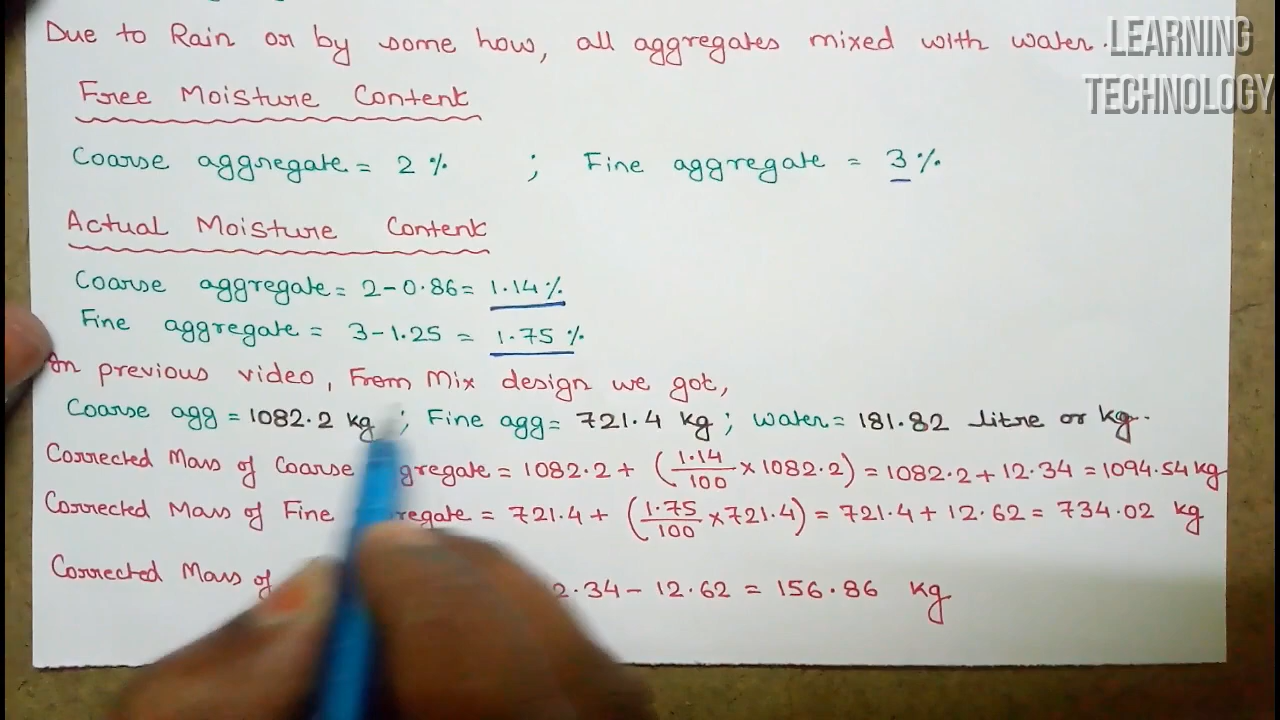 Due to Rain or by some how, all aggregates mixed with water.
LEARNING
TECHNOLOGY
Free Moisture Content
Coarse aggregate = 2 % ; Fine aggregate = 3 %
Actual Moisture Content
Coarse aggregate = 2 - 0.86 = 1.14 %
Fine aggregate = 3 - 1.25 = 1.75 %
In previous video, From Mix design we got,
Coarse agg = 1082.2 kg ; Fine agg = 721.4 kg ; water = 181.82 litre or kg.
Corrected Mass of Coarse ggregate = 1082.2 + (1.14/100 × 1082.2) = 1082.2 + 12.34 = 1094.54 kg
Corrected Mass of Fine regate = 721.4 + (1.75/100 × 721.4) = 721.4 + 12.62 = 734.02 kg
Corrected Mass of 2.34 - 12.62 = 156.86 kg